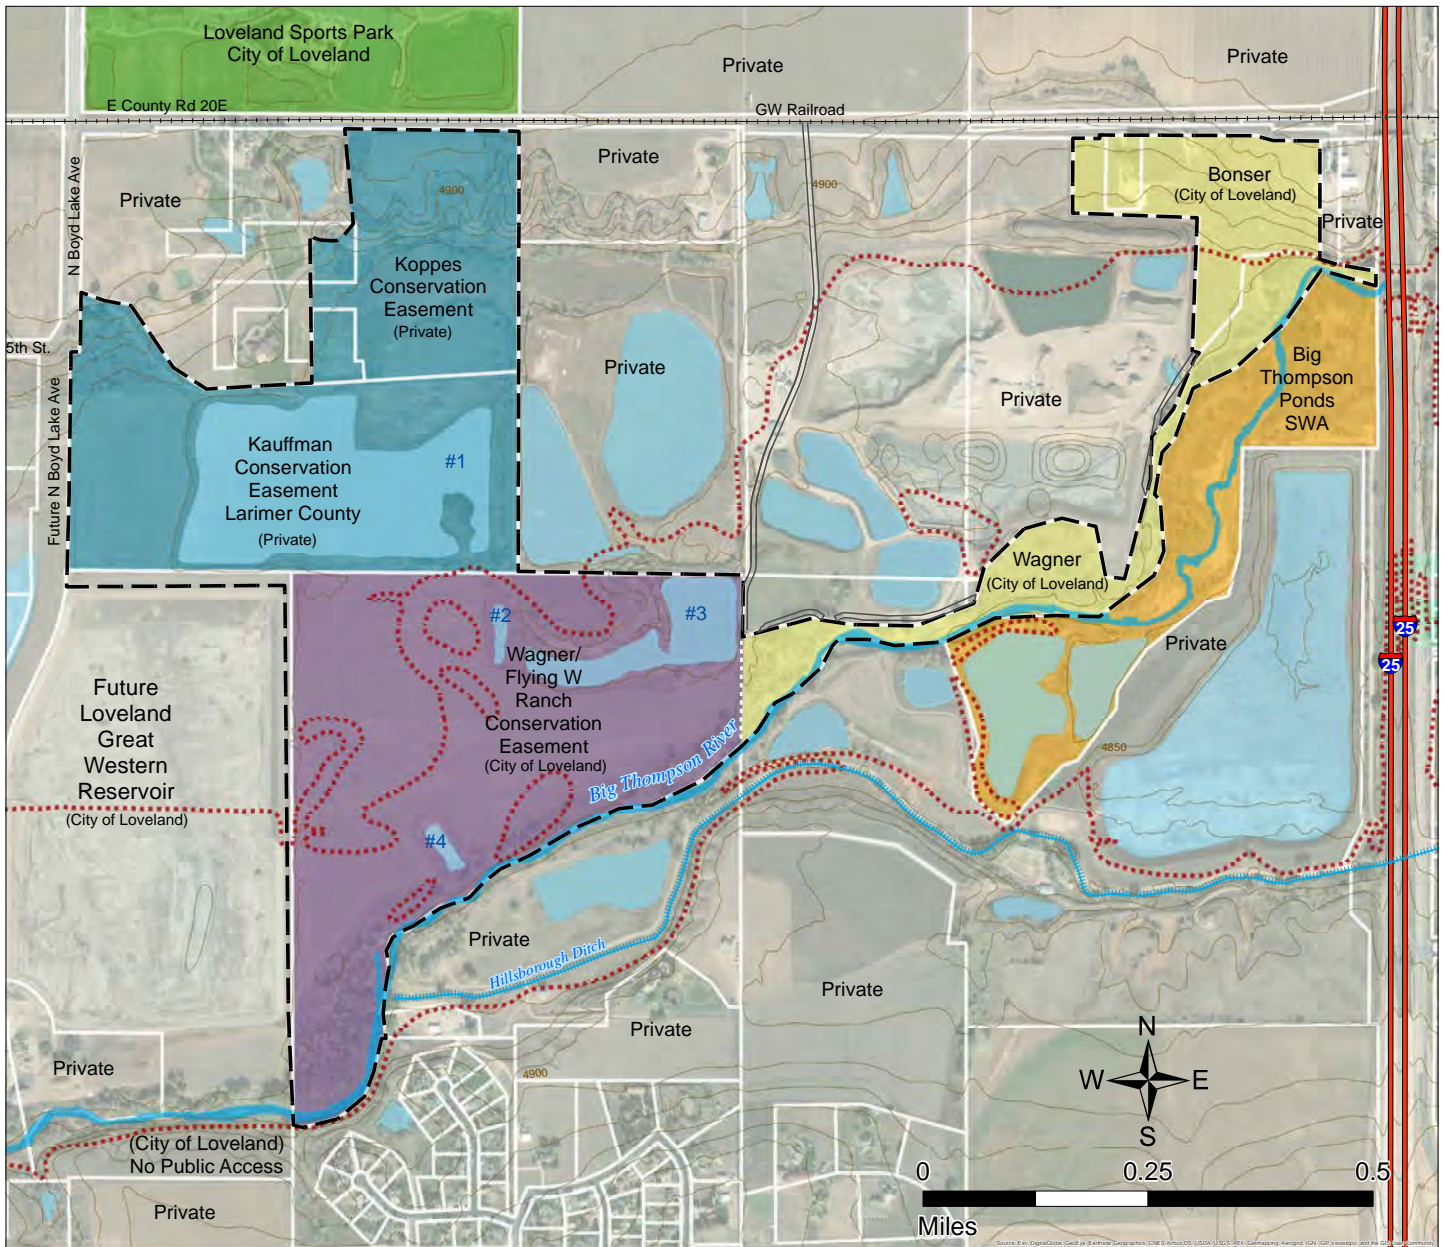 Loveland Sports Park
City of Loveland
Private
Private
E County Rd 20E
GW Railroad
N Boyd Lake Ave
Private
4900
Private
4900
Bonser
(City of Loveland)
Private
Koppes
Conservation
Easement
(Private)
5th St.
Private
Private
Big
Thompson
Ponds
SWA
Future N Boyd Lake Ave
Kauffman
Conservation
Easement
Larimer County
(Private)
#1
Wagner
(City of Loveland)
#2
#3
25
25
Private
Wagner/
Flying W
Ranch
Conservation
Easement
(City of Loveland)
Future
Loveland
Great
Western
Reservoir
(City of Loveland)
Big Thompson River
4850
#4
Private
Hillsborough Ditch
Private
Private
Private
4900
N
W
E
S
(City of Loveland)
No Public Access
Private
0
0.25
0.5
Miles